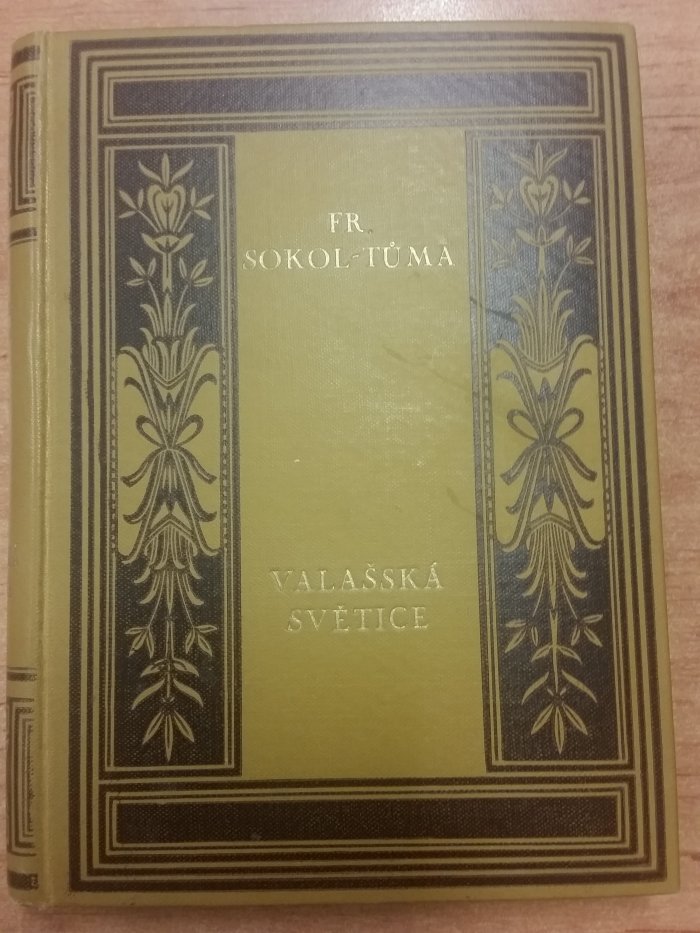 FR.
SOKOL-TŮMA
VALAŠSKÁ
SVĚTICE